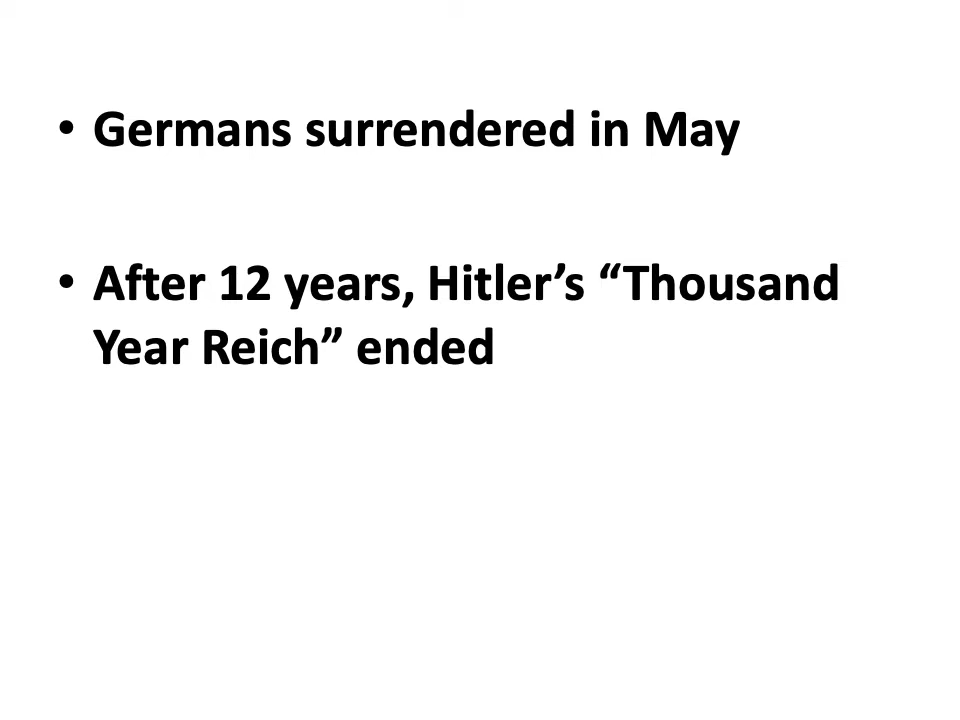 • Germans surrendered in May
• After 12 years, Hitler’s “Thousand
Year Reich” ended